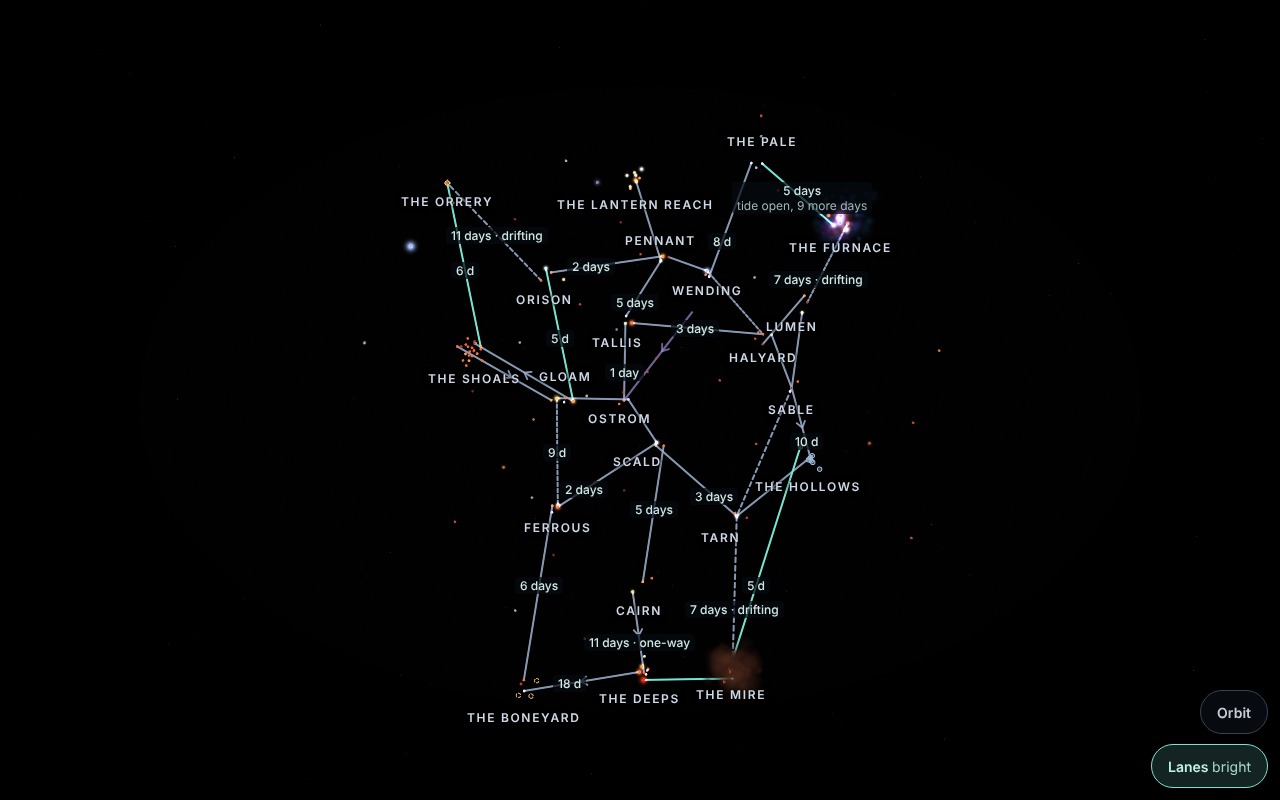 THE PALE
5 days
tide open, 9 more days
THE ORRERY
THE LANTERN REACH
11 days · drifting
PENNANT
8 d
THE FURNACE
6 d
2 days
7 days · drifting
ORISON
WENDING
5 days
LUMEN
3 days
5 d
TALLIS
HALYARD
THE SHOALS
GLOAM
1 day
OSTROM
SABLE
9 d
SCALD
10 d
2 days
3 days
THE HOLLOWS
5 days
FERROUS
TARN
6 days
5 d
CAIRN
7 days · drifting
11 days · one-way
18 d
THE DEEPS
THE MIRE
THE BONEYARD
Orbit
Lanes bright